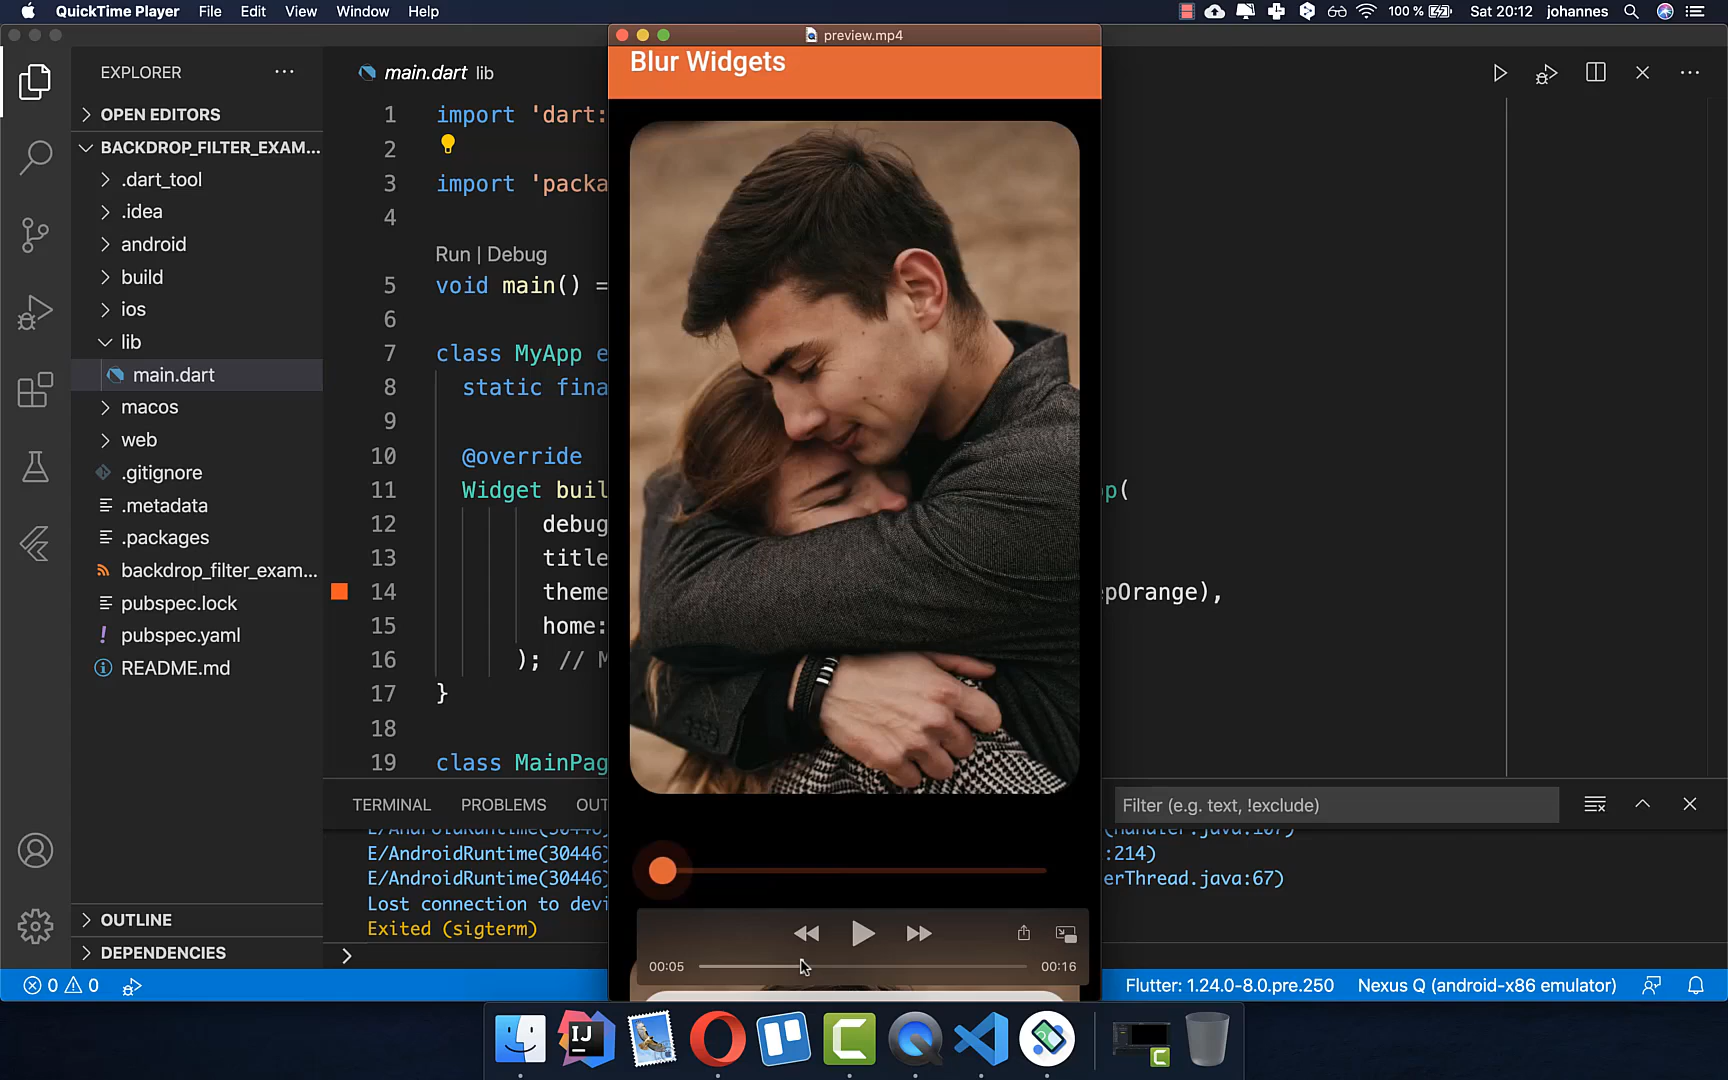 QuickTime Player File Edit View Window Help 100 % Sat 20:12 johannes
preview.mp4
Blur Widgets
EXPLORER
OPEN EDITORS
BACKDROP_FILTER_EXAM...
.dart_tool
.idea
android
build
ios
lib
main.dart
macos
web
.gitignore
.metadata
.packages
backdrop_filter_exam...
pubspec.lock
pubspec.yaml
README.md
OUTLINE
DEPENDENCIES
main.dart lib
1 import 'dart:
2
3 import 'packa
4
Run | Debug
5 void main() =
6
7 class MyApp e
8 static fina
9
10 @override
11 Widget buil p(
12 debug
13 title
14 theme pOrange),
15 home:
16 ); // M
17 }
18
19 class MainPag
TERMINAL PROBLEMS OUT
Filter (e.g. text, !exclude)
E/AndroidRuntime(30446)
E/AndroidRuntime(30446) :214)
E/AndroidRuntime(30446) erThread.java:67)
Lost connection to devi
Exited (sigterm)
00:05 00:16
0 0
Flutter: 1.24.0-8.0.pre.250 Nexus Q (android-x86 emulator)
IJ
C
C